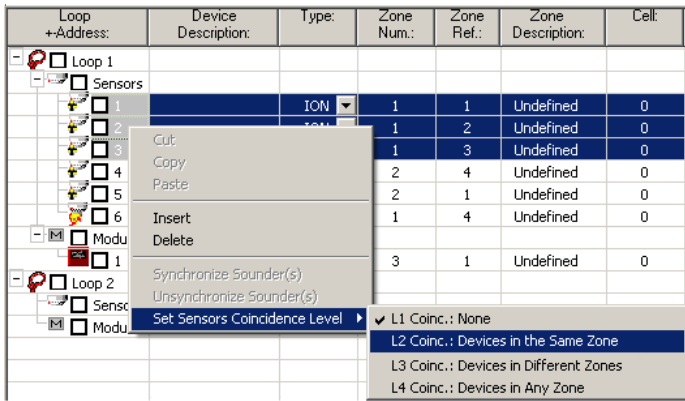 Loop +-Address: Device Description: Type: Zone Num.: Zone Ref.: Zone Description: Cell:
Loop 1
Sensors
1 ION 1 1 Undefined 0
2 ION 1 2 Undefined 0
3 1 3 Undefined 0
4 2 4 Undefined 0
5 2 1 Undefined 0
6 1 4 Undefined 0
M Modu
1 3 1 Undefined 0
Loop 2
Senso
M Modu
Cut
Copy
Paste
Insert
Delete
Synchronize Sounder(s)
Unsynchronize Sounder(s)
Set Sensors Coincidence Level
L1 Coinc.: None
L2 Coinc.: Devices in the Same Zone
L3 Coinc.: Devices in Different Zones
L4 Coinc.: Devices in Any Zone